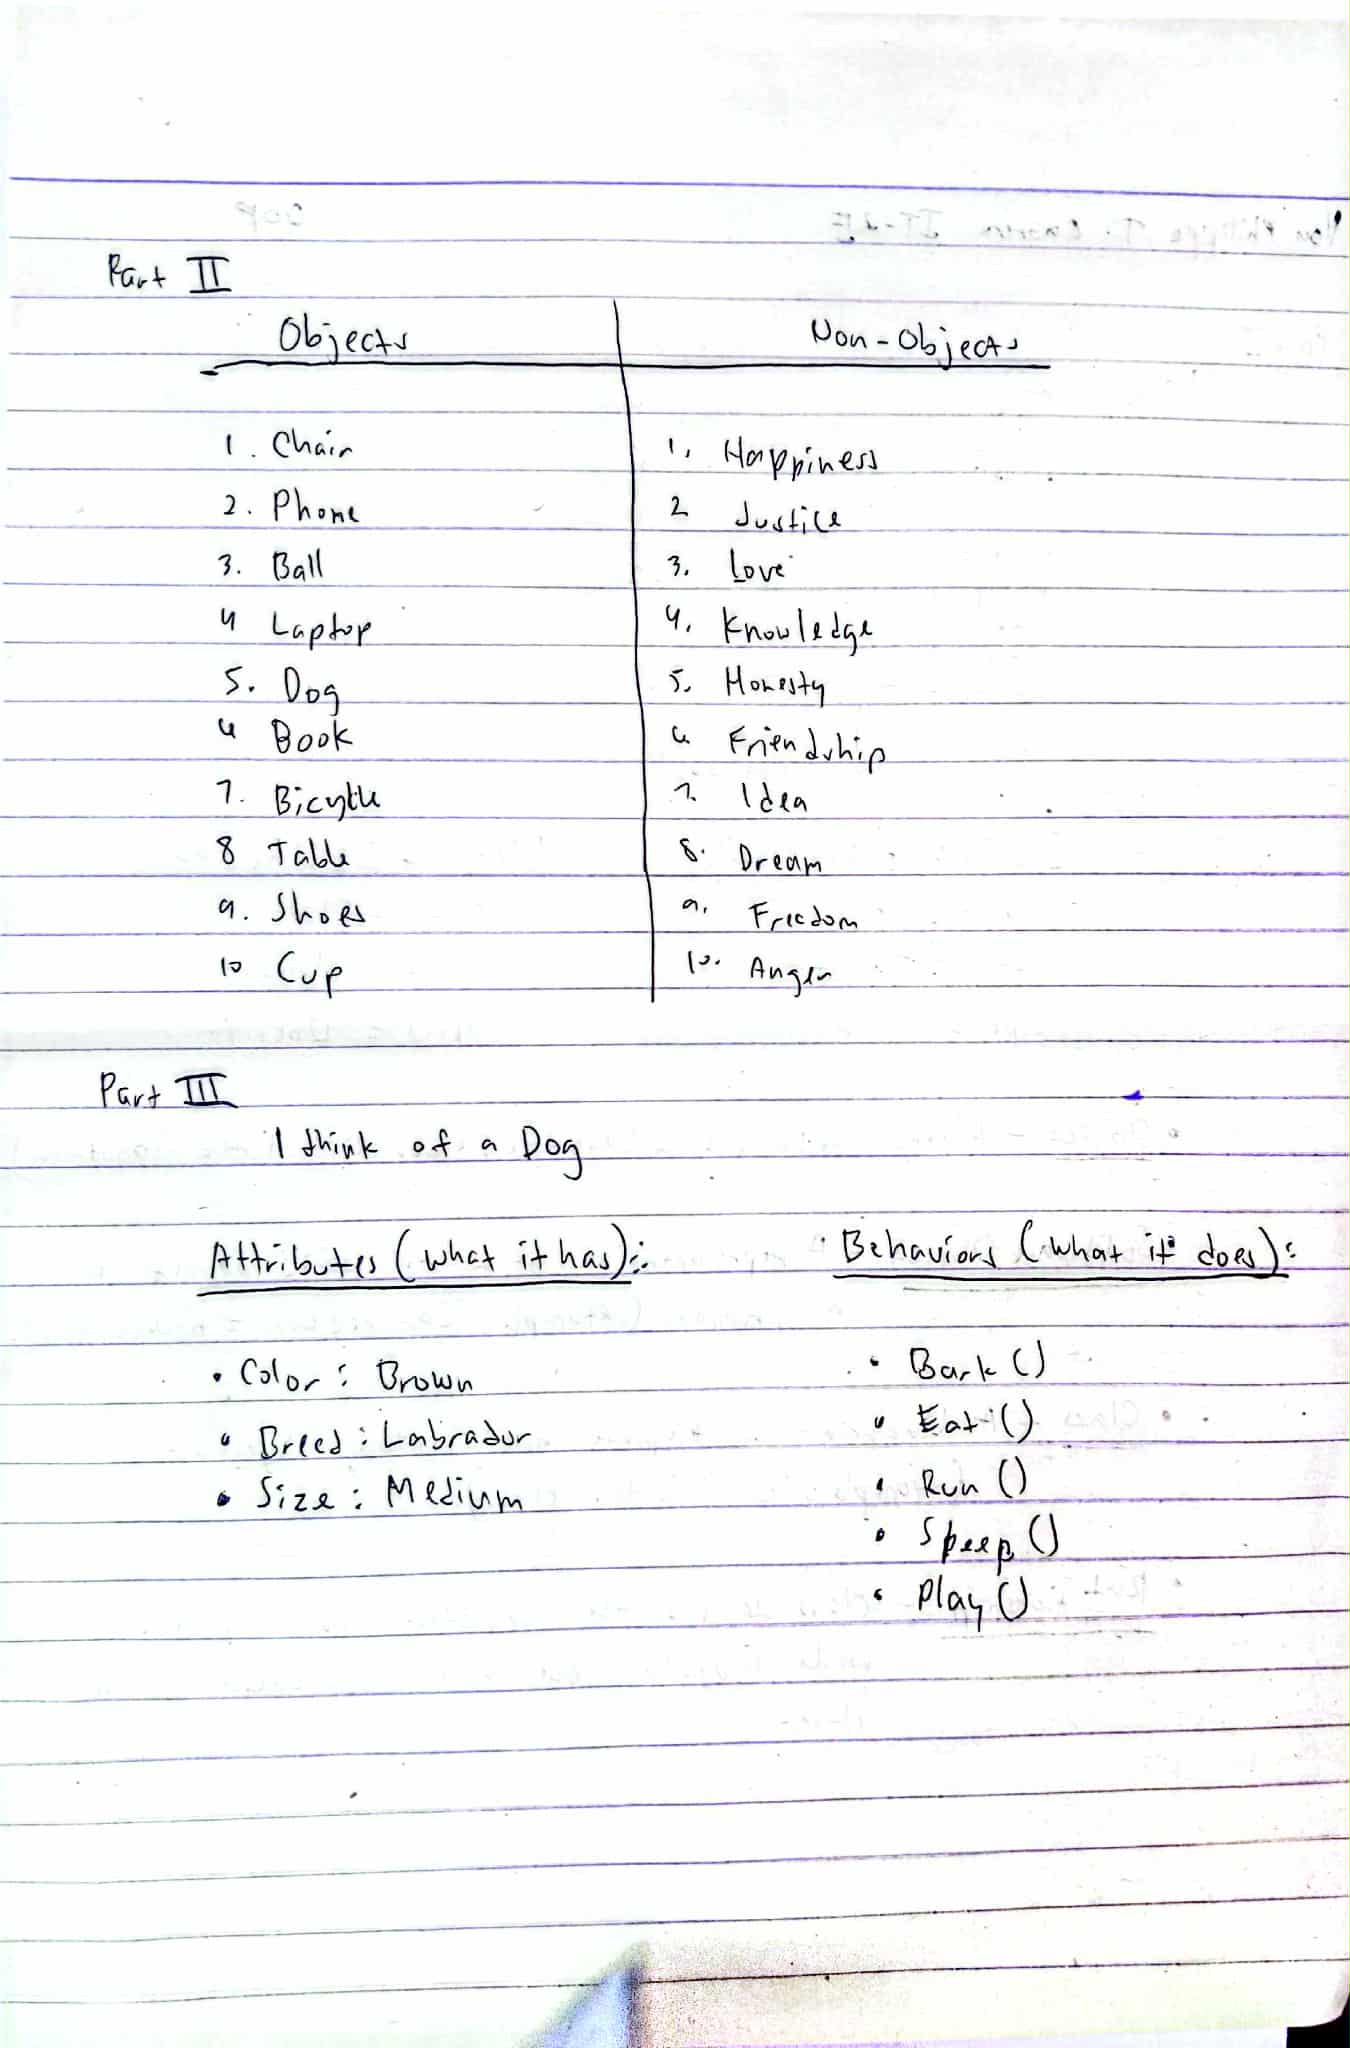 Part II
Objects Non-Objects
1. Chair 1. Happiness
2. Phone 2 Justice
3. Ball 3. Love
4 Laptop 4. Knowledge
5. Dog 5. Honesty
6 Book 6 Friendship
7. Bicycle 7. Idea
8 Table 8. Dream
9. Shoes 9. Freedom
10 Cup 10. Anger
Part III
I think of a Dog
Attributes (what it has): Behaviors (what it does):
• Color: Brown • Bark ()
• Breed: Labrador • Eat ()
• Size: Medium • Run ()
• Speep ()
• Play ()